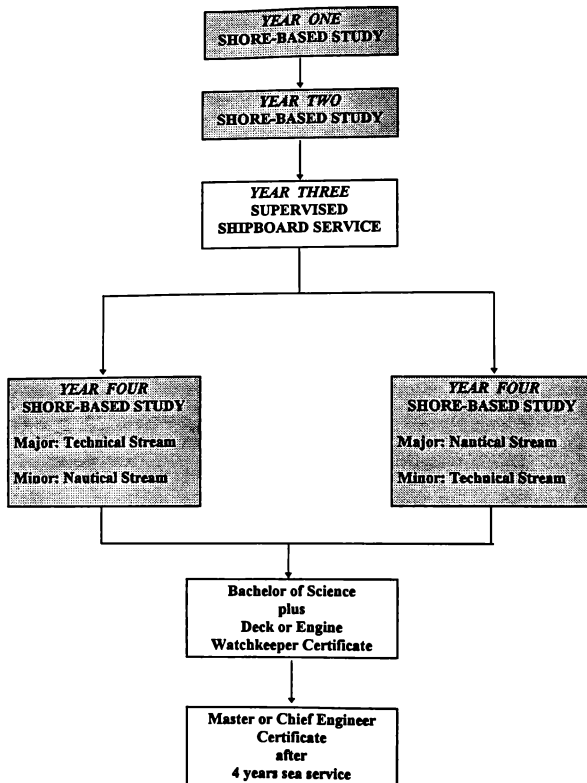 YEAR ONE
SHORE-BASED STUDY
YEAR TWO
SHORE-BASED STUDY
YEAR THREE
SUPERVISED
SHIPBOARD SERVICE
YEAR FOUR
SHORE-BASED STUDY
Major: Technical Stream
Minor: Nautical Stream
YEAR FOUR
SHORE-BASED STUDY
Major: Nautical Stream
Minor: Technical Stream
Bachelor of Science
plus
Deck or Engine
Watchkeeper Certificate
Master or Chief Engineer
Certificate
after
4 years sea service